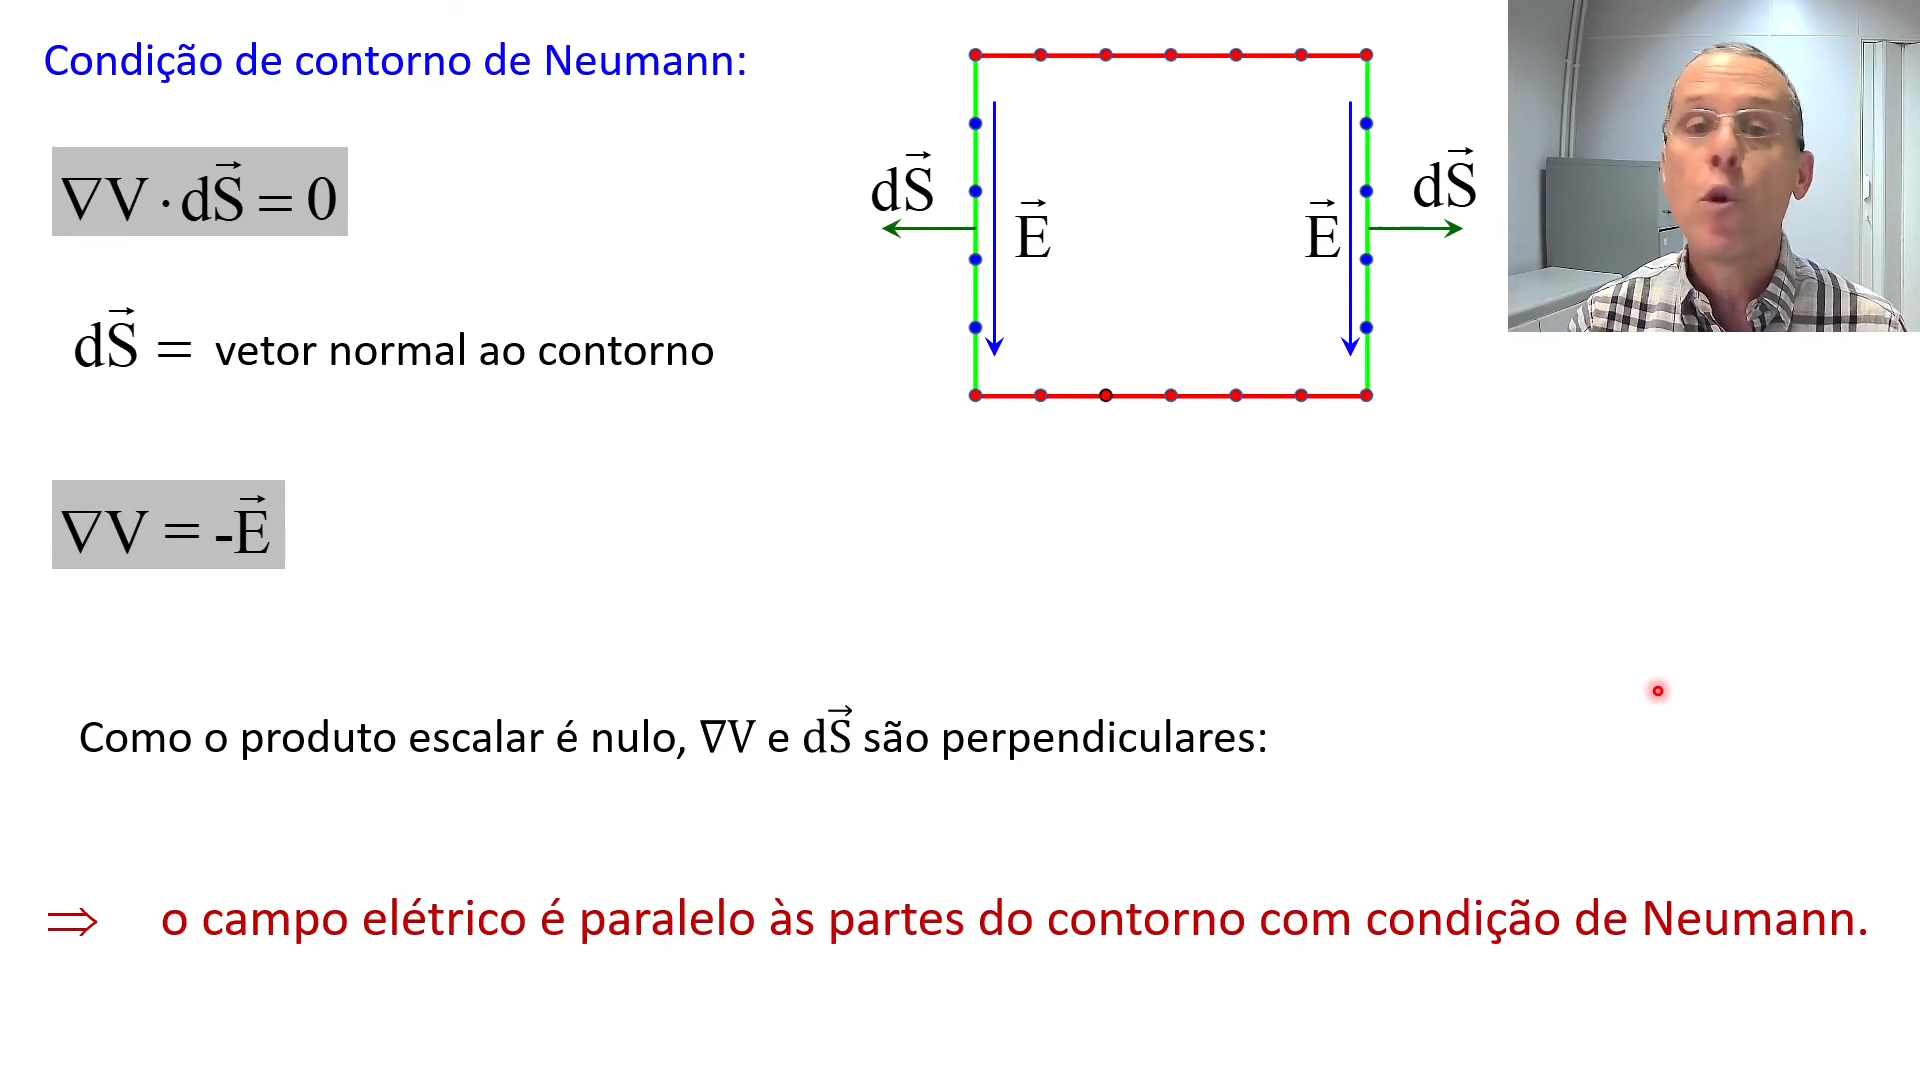 Condição de contorno de Neumann:
∇V · dS⃗ = 0
dS⃗ = vetor normal ao contorno
∇V = -E⃗
dS⃗
E⃗
E⃗
dS⃗
Como o produto escalar é nulo, ∇V e dS⃗ são perpendiculares:
⇒ o campo elétrico é paralelo às partes do contorno com condição de Neumann.